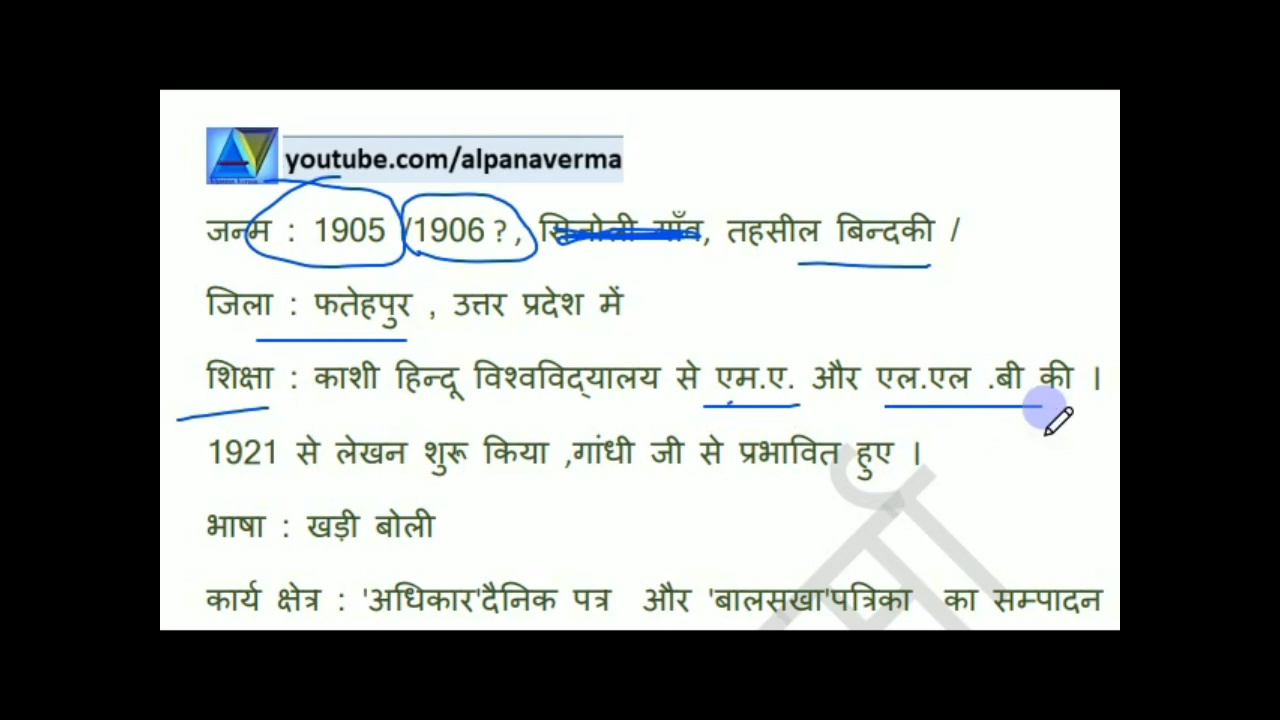 youtube.com/alpanaverma
जन्म : 1905 /1906 ? , सिजोली गाँव, तहसील बिन्दकी /
जिला : फतेहपुर , उत्तर प्रदेश में
शिक्षा : काशी हिन्दू विश्वविद्यालय से एम.ए. और एल.एल .बी की ।
1921 से लेखन शुरू किया ,गांधी जी से प्रभावित हुए ।
भाषा : खड़ी बोली
कार्य क्षेत्र : 'अधिकार'दैनिक पत्र और 'बालसखा'पत्रिका का सम्पादन